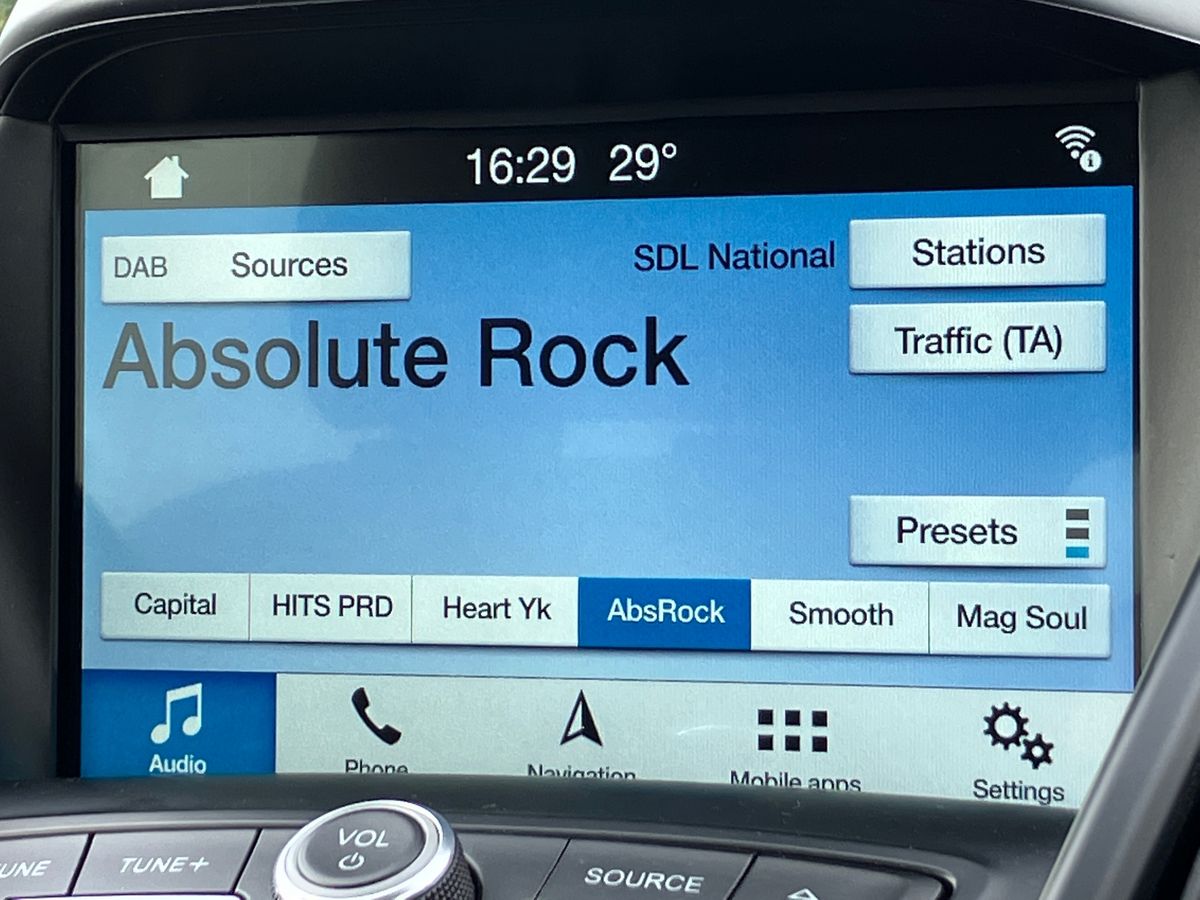 16:29 29°
DAB Sources
SDL National
Stations
Absolute Rock
Traffic (TA)
Presets
Capital HITS PRD Heart Yk AbsRock Smooth Mag Soul
Audio Phone Navigation Mobile apps Settings
VOL
TUNE+
SOURCE